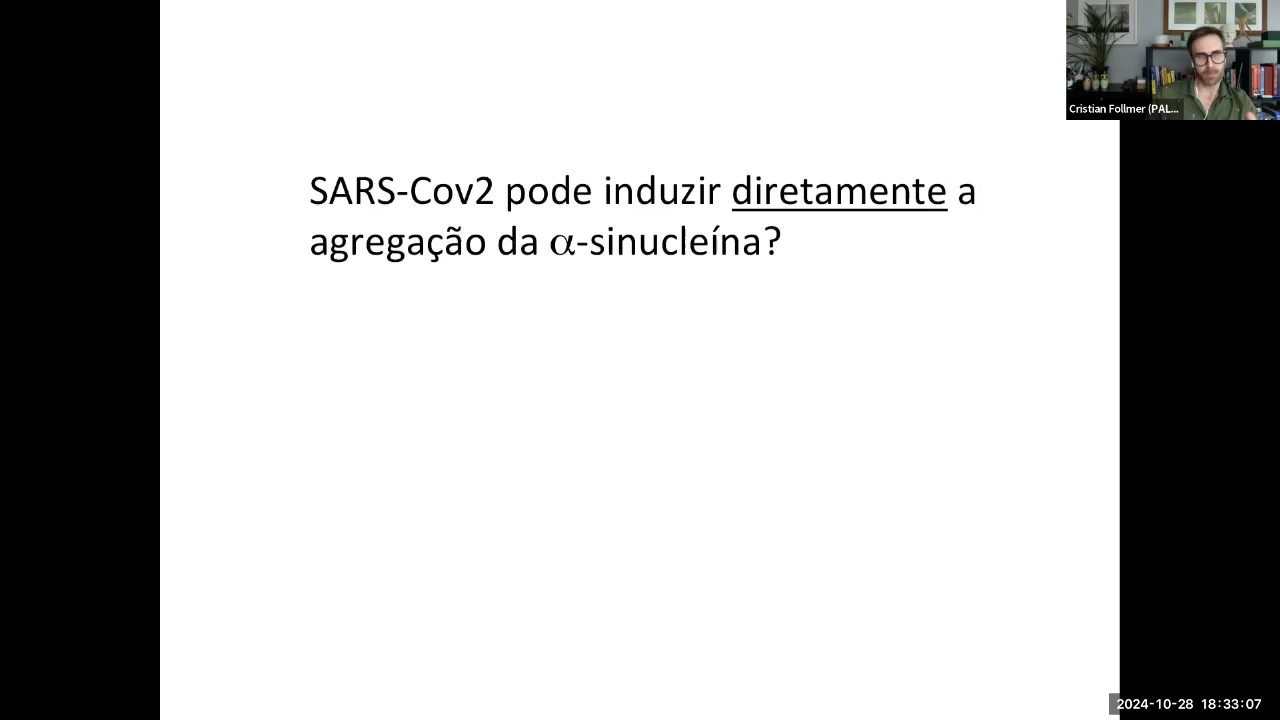 Cristian Follmer (PAL...
SARS-Cov2 pode induzir diretamente a
agregação da α-sinucleína?
2024-10-28 18:33:07